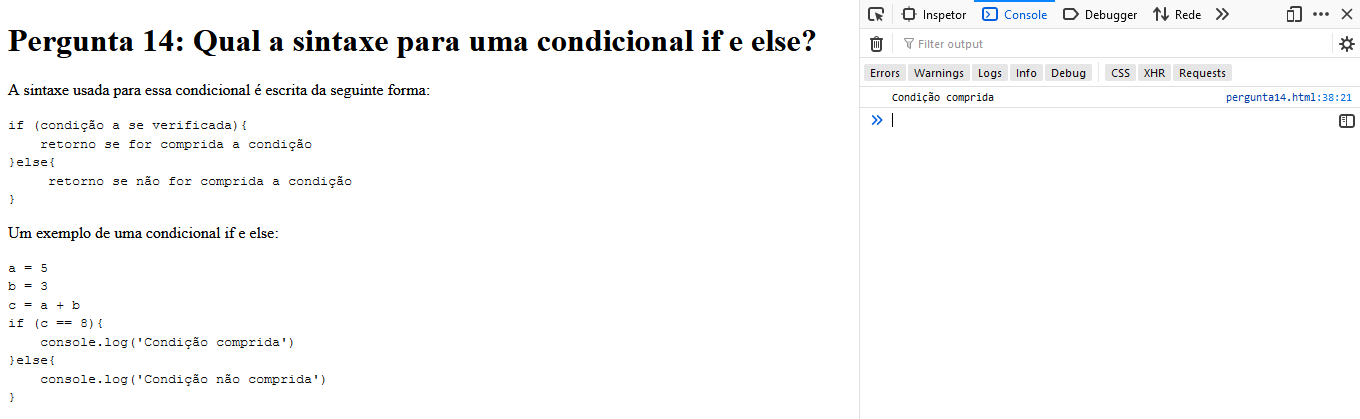 Pergunta 14: Qual a sintaxe para uma condicional if e else?
A sintaxe usada para essa condicional é escrita da seguinte forma:
if (condição a se verificada){
    retorno se for comprida a condição
}else{
     retorno se não for comprida a condição
}
Um exemplo de uma condicional if e else:
a = 5
b = 3
c = a + b
if (c == 8){
    console.log('Condição comprida')
}else{
    console.log('Condição não comprida')
}
Inspetor Console Debugger Rede
Filter output
Errors Warnings Logs Info Debug CSS XHR Requests
Condição comprida pergunta14.html:38:21